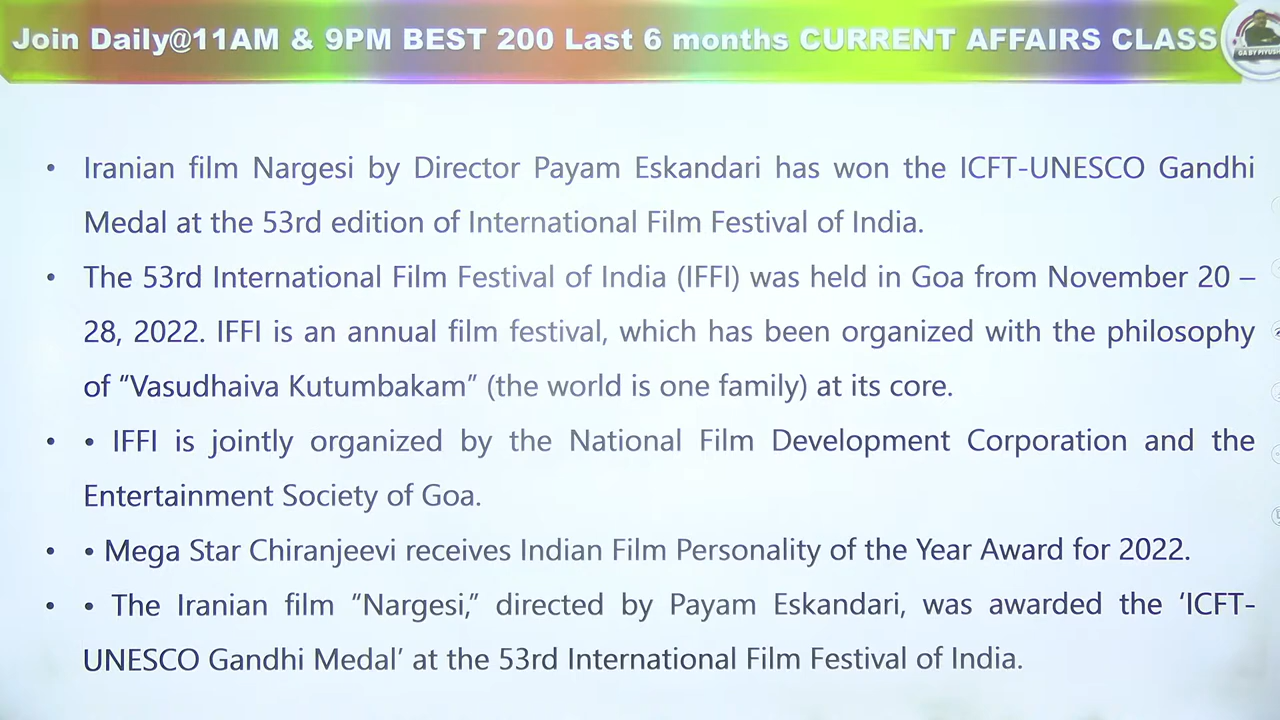 Join Daily@11AM & 9PM BEST 200 Last 6 months CURRENT AFFAIRS CLASS
GA BY PIYUSH
• Iranian film Nargesi by Director Payam Eskandari has won the ICFT-UNESCO Gandhi
Medal at the 53rd edition of International Film Festival of India.
• The 53rd International Film Festival of India (IFFI) was held in Goa from November 20 –
28, 2022. IFFI is an annual film festival, which has been organized with the philosophy
of “Vasudhaiva Kutumbakam” (the world is one family) at its core.
• • IFFI is jointly organized by the National Film Development Corporation and the
Entertainment Society of Goa.
• • Mega Star Chiranjeevi receives Indian Film Personality of the Year Award for 2022.
• • The Iranian film “Nargesi,” directed by Payam Eskandari, was awarded the ‘ICFT-
UNESCO Gandhi Medal’ at the 53rd International Film Festival of India.